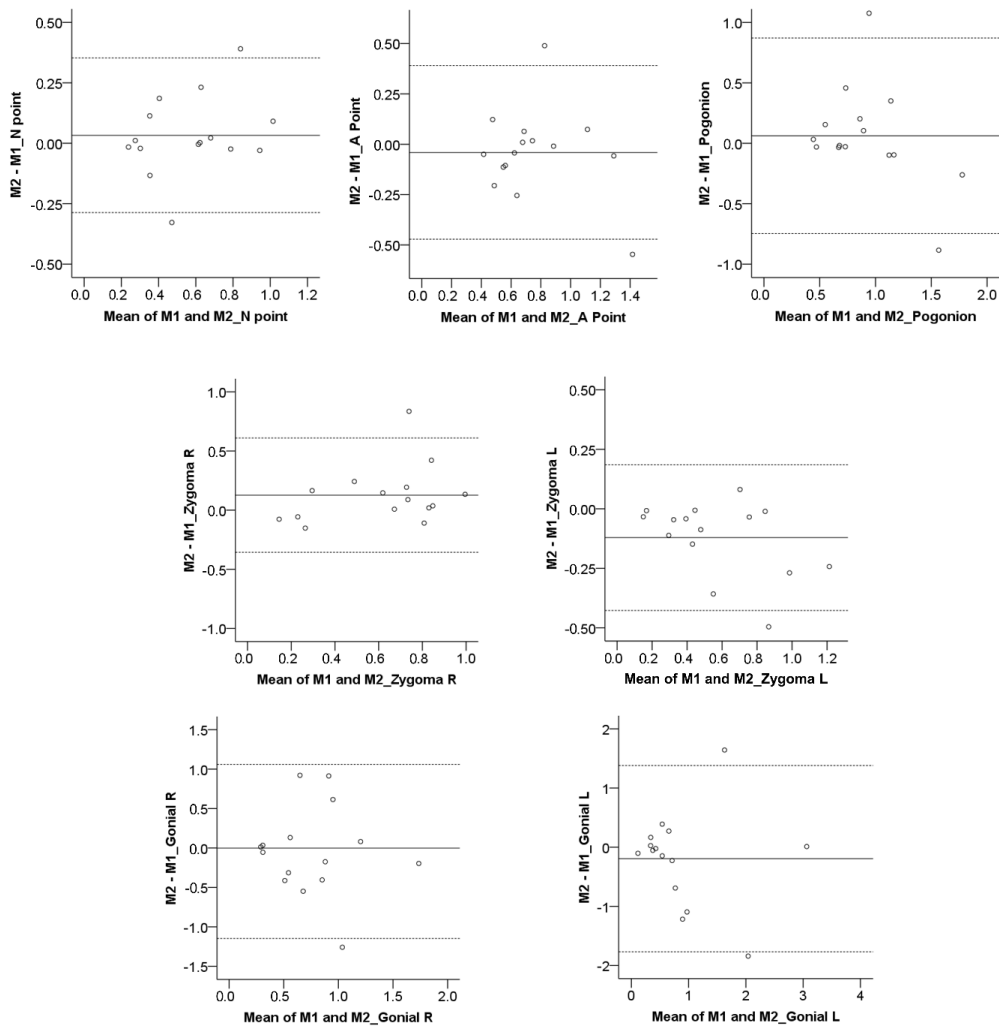 0.50
0.25
0.00
-0.25
-0.50
M2 - M1_N point
0.0 0.2 0.4 0.6 0.8 1.0 1.2
Mean of M1 and M2_N point
0.50
0.25
0.00
-0.25
-0.50
M2 - M1_A Point
0.0 0.2 0.4 0.6 0.8 1.0 1.2 1.4
Mean of M1 and M2_A Point
1.0
0.5
0.0
-0.5
-1.0
M2 - M1_Pogonion
0.0 0.5 1.0 1.5 2.0
Mean of M1 and M2_Pogonion
1.0
0.5
0.0
-0.5
-1.0
M2 - M1_Zygoma R
0.0 0.2 0.4 0.6 0.8 1.0
Mean of M1 and M2_Zygoma R
0.50
0.25
0.00
-0.25
-0.50
M2 - M1_Zygoma L
0.0 0.2 0.4 0.6 0.8 1.0 1.2
Mean of M1 and M2_Zygoma L
1.5
1.0
0.5
0.0
-0.5
-1.0
-1.5
M2 - M1_Gonial R
0.0 0.5 1.0 1.5 2.0
Mean of M1 and M2_Gonial R
2
1
0
-1
-2
M2 - M1_Gonial L
0 1 2 3 4
Mean of M1 and M2_Gonial L